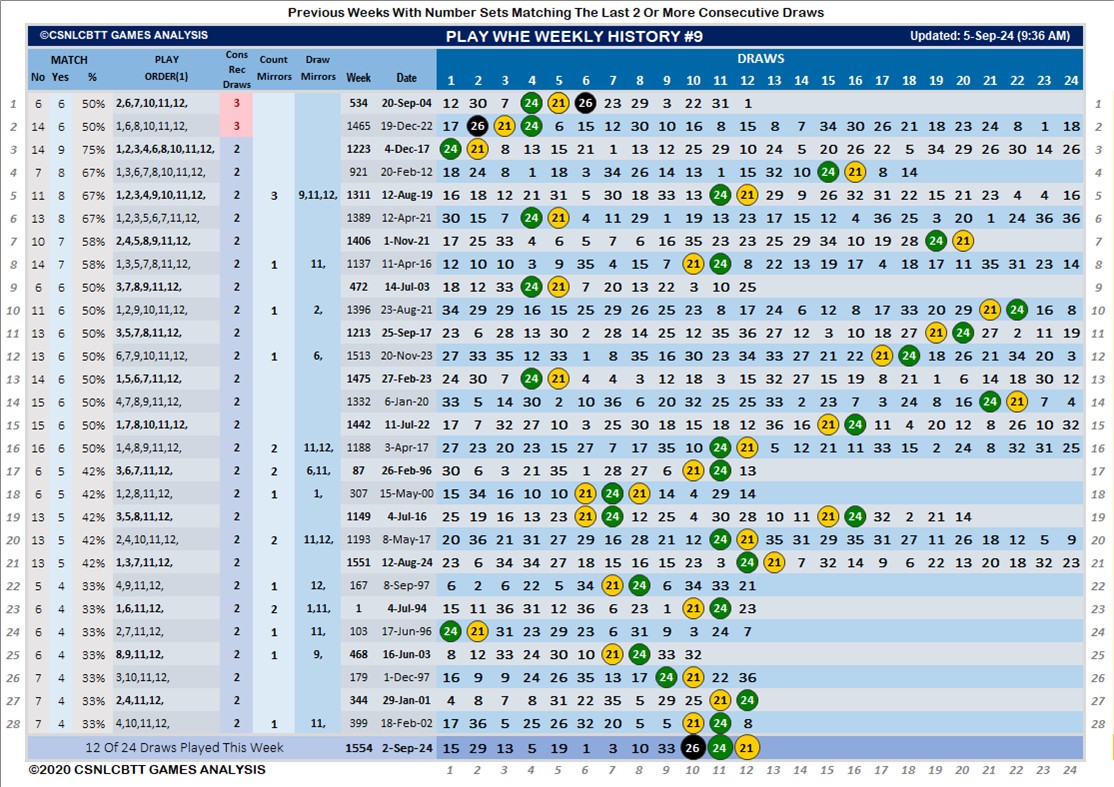 Previous Weeks With Number Sets Matching The Last 2 Or More Consecutive Draws
©CSNLCBTT GAMES ANALYSIS PLAY WHE WEEKLY HISTORY #9 Updated: 5-Sep-24 (9:36 AM)
MATCH PLAY Cons Count Draw DRAWS
No Yes % ORDER(1) Rec Draws Mirrors Mirrors Week Date 1 2 3 4 5 6 7 8 9 10 11 12 13 14 15 16 17 18 19 20 21 22 23 24
1 6 6 50% 2,6,7,10,11,12, 3 534 20-Sep-04 12 30 7 24 21 26 23 29 3 22 31 1 1
2 14 6 50% 1,6,8,10,11,12, 3 1465 19-Dec-22 17 26 21 24 6 15 12 30 10 16 8 15 8 7 34 30 26 21 18 23 24 8 1 18 2
3 14 9 75% 1,2,3,4,6,8,10,11,12, 2 1223 4-Dec-17 24 21 8 13 15 21 1 13 12 25 29 10 24 5 20 16 26 22 5 34 29 26 30 14 26 3
4 7 8 67% 1,3,6,7,8,10,11,12, 2 921 20-Feb-12 18 24 8 1 18 3 34 26 14 13 1 15 32 10 24 21 8 14 4
5 11 8 67% 1,2,3,4,9,10,11,12, 2 3 9,11,12, 1311 12-Aug-19 16 18 12 21 31 5 30 18 33 13 24 21 29 9 26 32 31 22 15 21 23 4 4 16 5
6 13 8 67% 1,2,3,5,6,7,11,12, 2 1389 12-Apr-21 30 15 7 24 21 4 11 29 1 19 13 23 17 15 12 4 36 25 3 20 1 24 36 36 6
7 10 7 58% 2,4,5,8,9,11,12, 2 1406 1-Nov-21 17 25 33 4 6 5 7 6 16 35 23 23 25 29 34 10 19 28 24 21 7
8 14 7 58% 1,3,5,7,8,11,12, 2 1 11, 1137 11-Apr-16 12 10 10 3 9 35 4 15 7 21 24 8 22 13 19 17 4 18 17 11 35 31 23 14 8
9 6 6 50% 3,7,8,9,11,12, 2 472 14-Jul-03 18 12 33 24 21 7 20 13 22 3 10 25 9
10 11 6 50% 1,2,9,10,11,12, 2 1 2, 1396 23-Aug-21 34 29 29 16 15 25 29 26 25 23 8 17 24 6 12 8 17 33 20 29 21 24 16 8 10
11 13 6 50% 3,5,7,8,11,12, 2 1213 25-Sep-17 23 6 28 13 30 2 28 14 25 12 35 36 27 12 3 10 18 27 21 24 27 2 11 19 11
12 13 6 50% 6,7,9,10,11,12, 2 1 6, 1513 20-Nov-23 27 33 35 12 33 1 8 35 16 30 23 34 33 27 21 22 21 24 18 26 21 34 20 3 12
13 14 6 50% 1,5,6,7,11,12, 2 1475 27-Feb-23 24 30 7 24 21 4 4 3 12 18 3 15 32 27 15 19 8 21 1 6 14 18 30 12 13
14 15 6 50% 4,7,8,9,11,12, 2 1332 6-Jan-20 33 5 14 30 2 10 36 6 20 32 25 25 33 2 23 7 3 24 8 16 24 21 7 4 14
15 15 6 50% 1,7,8,10,11,12, 2 1442 11-Jul-22 17 7 32 27 10 3 25 30 18 15 18 12 36 16 21 24 11 4 20 12 8 26 10 32 15
16 16 6 50% 1,4,8,9,11,12, 2 2 11,12, 1188 3-Apr-17 27 23 20 23 15 27 7 17 35 10 24 21 5 12 21 11 33 15 2 24 8 32 31 25 16
17 6 5 42% 3,6,7,11,12, 2 2 6,11, 87 26-Feb-96 30 6 3 21 35 1 28 27 6 21 24 13 17
18 6 5 42% 1,2,8,11,12, 2 1 1, 307 15-May-00 15 34 16 10 10 21 24 21 14 4 29 14 18
19 13 5 42% 3,5,8,11,12, 2 1149 4-Jul-16 25 19 16 13 23 21 24 12 25 4 30 28 10 11 21 24 32 2 21 14 19
20 13 5 42% 2,4,10,11,12, 2 2 11,12, 1193 8-May-17 20 36 21 31 27 29 16 28 21 12 24 21 35 31 29 35 31 27 11 26 18 12 5 9 20
21 13 5 42% 1,3,7,11,12, 2 1551 12-Aug-24 23 6 34 34 27 18 15 16 15 23 3 24 21 7 32 14 9 6 22 13 20 18 32 23 21
22 5 4 33% 4,9,11,12, 2 1 12, 167 8-Sep-97 6 2 6 22 5 34 21 24 6 34 33 21 22
23 6 4 33% 1,6,11,12, 2 2 1,11, 1 4-Jul-94 15 11 36 31 12 36 6 23 1 21 24 23 23
24 6 4 33% 2,7,11,12, 2 1 11, 103 17-Jun-96 24 21 31 23 29 23 6 31 9 3 24 7 24
25 6 4 33% 8,9,11,12, 2 1 9, 468 16-Jun-03 8 12 33 24 30 10 21 24 33 32 25
26 7 4 33% 3,10,11,12, 2 179 1-Dec-97 16 9 9 24 26 35 13 17 24 21 22 36 26
27 7 4 33% 2,4,11,12, 2 344 29-Jan-01 4 8 7 8 31 22 35 5 29 25 21 24 27
28 7 4 33% 4,10,11,12, 2 1 11, 399 18-Feb-02 17 36 5 25 26 32 20 5 5 21 24 8 28
12 Of 24 Draws Played This Week 1554 2-Sep-24 15 29 13 5 19 1 3 10 33 26 24 21
©2020 CSNLCBTT GAMES ANALYSIS 1 2 3 4 5 6 7 8 9 10 11 12 13 14 15 16 17 18 19 20 21 22 23 24